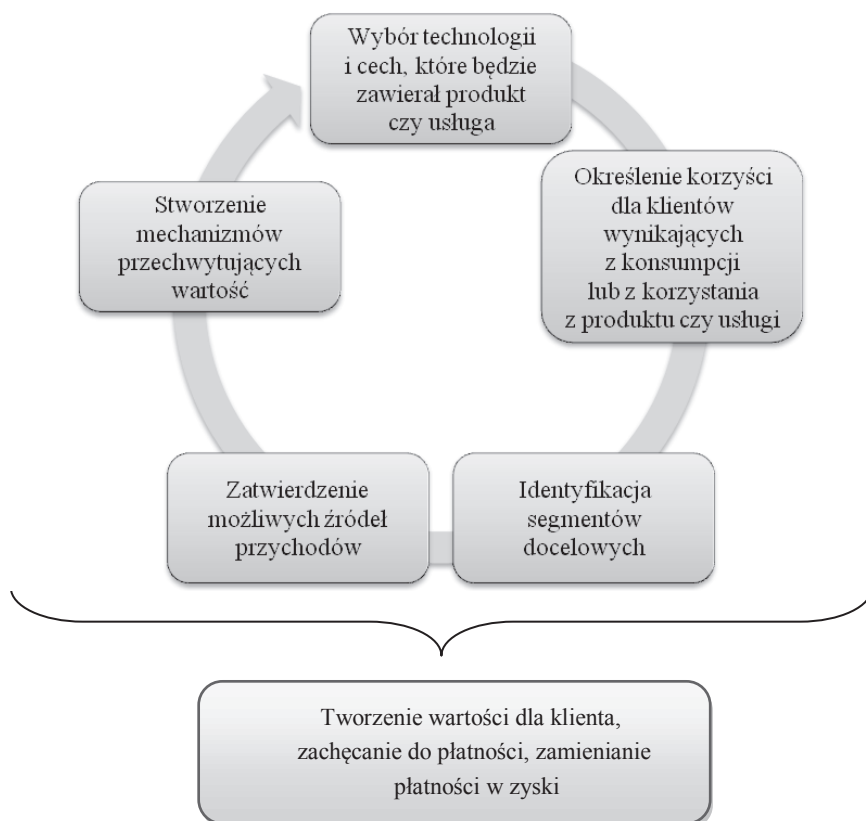 Wybór technologii
i cech, które będzie
zawierał produkt
czy usługa
Określenie korzyści
dla klientów
wynikających
z konsumpcji
lub z korzystania
z produktu czy usługi
Identyfikacja
segmentów
docelowych
Zatwierdzenie
możliwych źródeł
przychodów
Stworzenie
mechanizmów
przechwytujących
wartość
Tworzenie wartości dla klienta,
zachęcanie do płatności, zamienianie
płatności w zyski